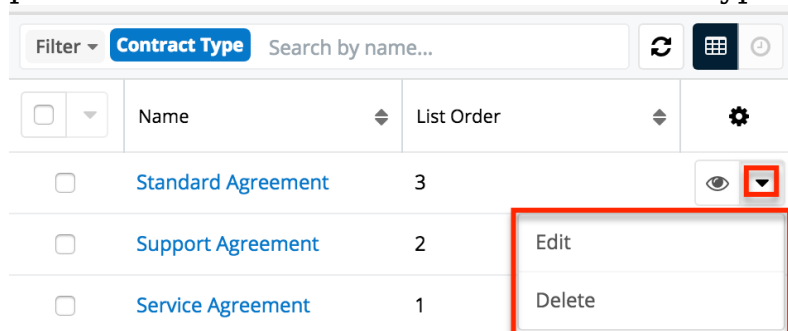 Filter Contract Type Search by name...
Name List Order
Standard Agreement 3
Support Agreement 2 Edit
Service Agreement 1 Delete